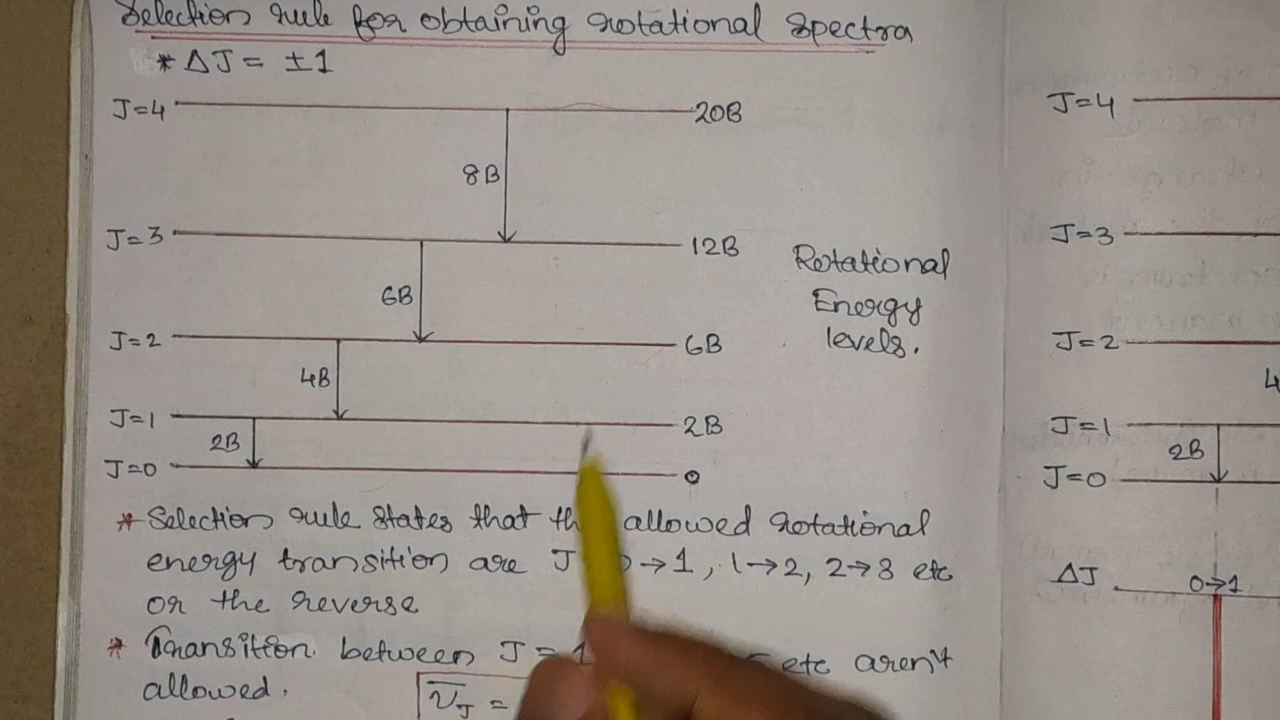 Selection rule for obtaining rotational spectra
* ΔJ = ±1
J=4 20B
8B
J=3 12B
6B
Rotational
Energy
levels.
J=2 6B
4B
J=1 2B
2B
J=0 0
* Selection rule states that the allowed rotational
energy transition are J 0→1, 1→2, 2→3 etc
or the reverse
* Transition between J = 1 etc aren't
allowed.
ν̅J =
J=4
J=3
J=2
4
J=1
2B
J=0
ΔJ 0→1